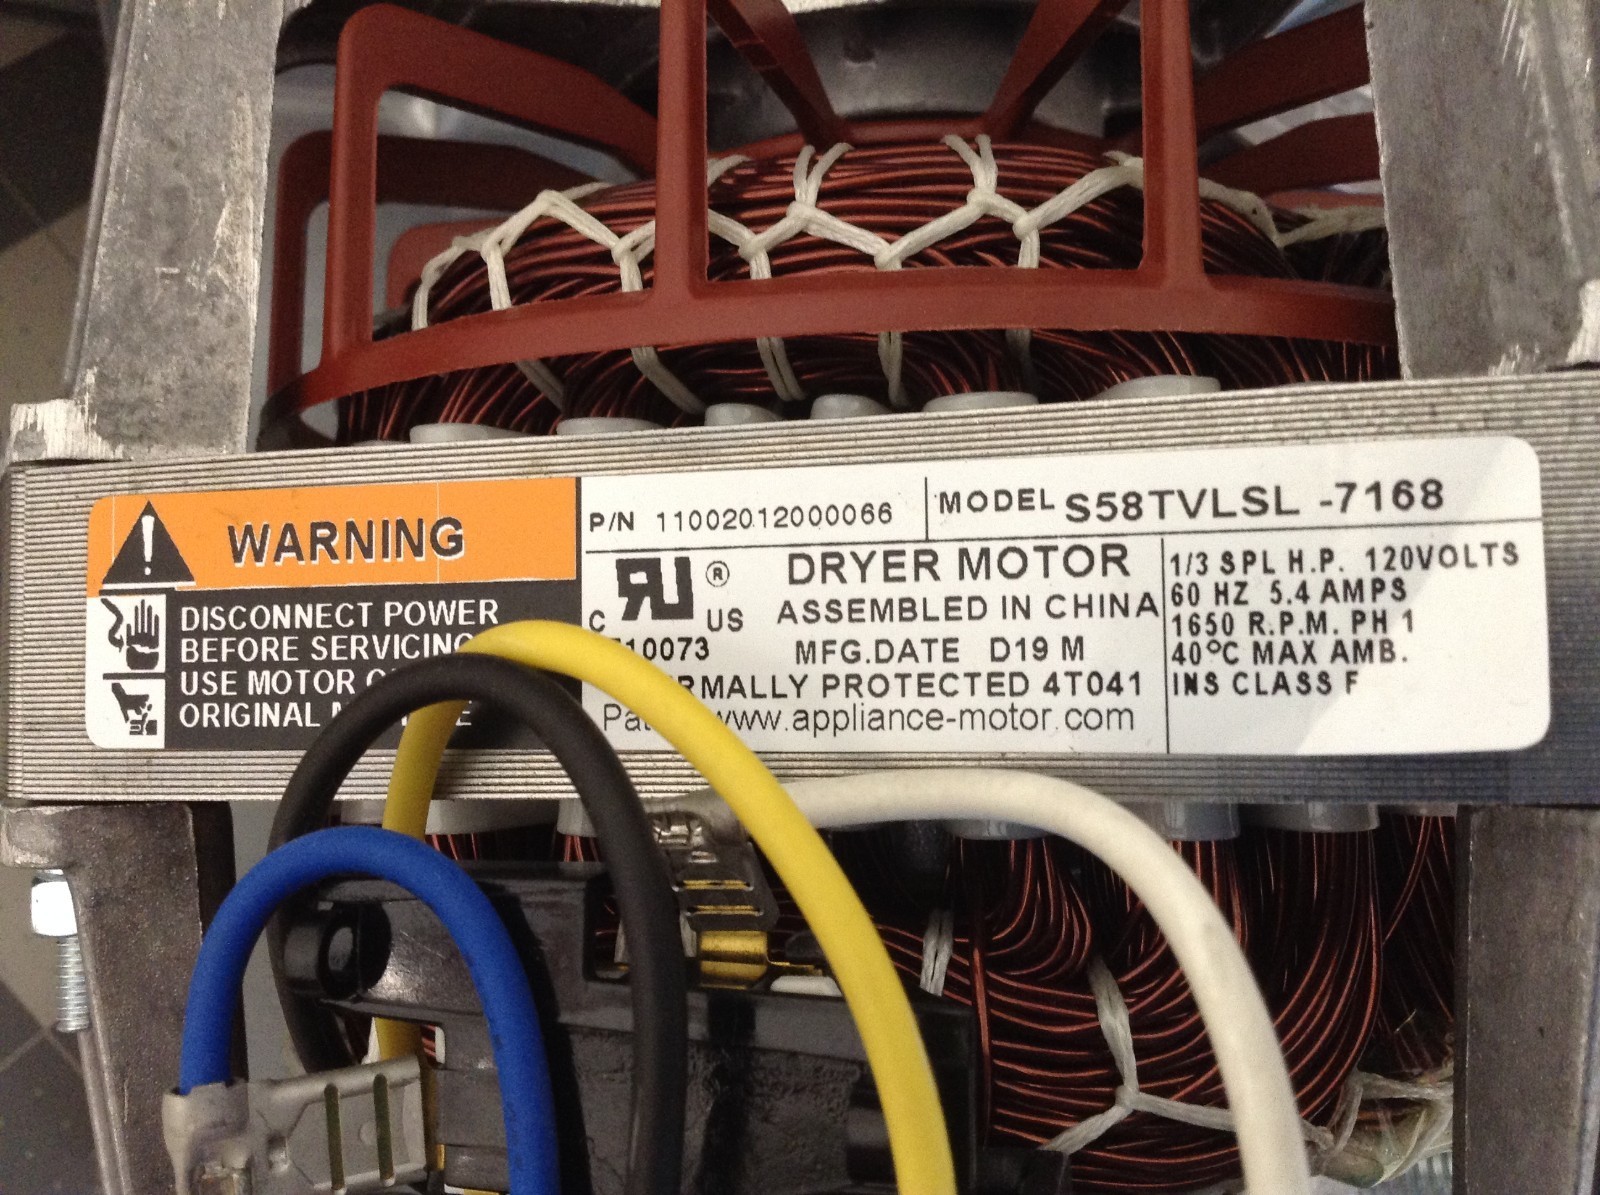 WARNING
DISCONNECT POWER
BEFORE SERVICING
USE MOTOR
ORIGINAL
P/N 11002012000066
MODEL S58TVLSL -7168
C RU ® US
10073
DRYER MOTOR
ASSEMBLED IN CHINA
MFG.DATE D19 M
PROTECTED 4T041
www.appliance-motor.com
1/3 SPL H.P. 120VOLTS
60 HZ 5.4 AMPS
1650 R.P.M. PH 1
40°C MAX AMB.
INS CLASS F